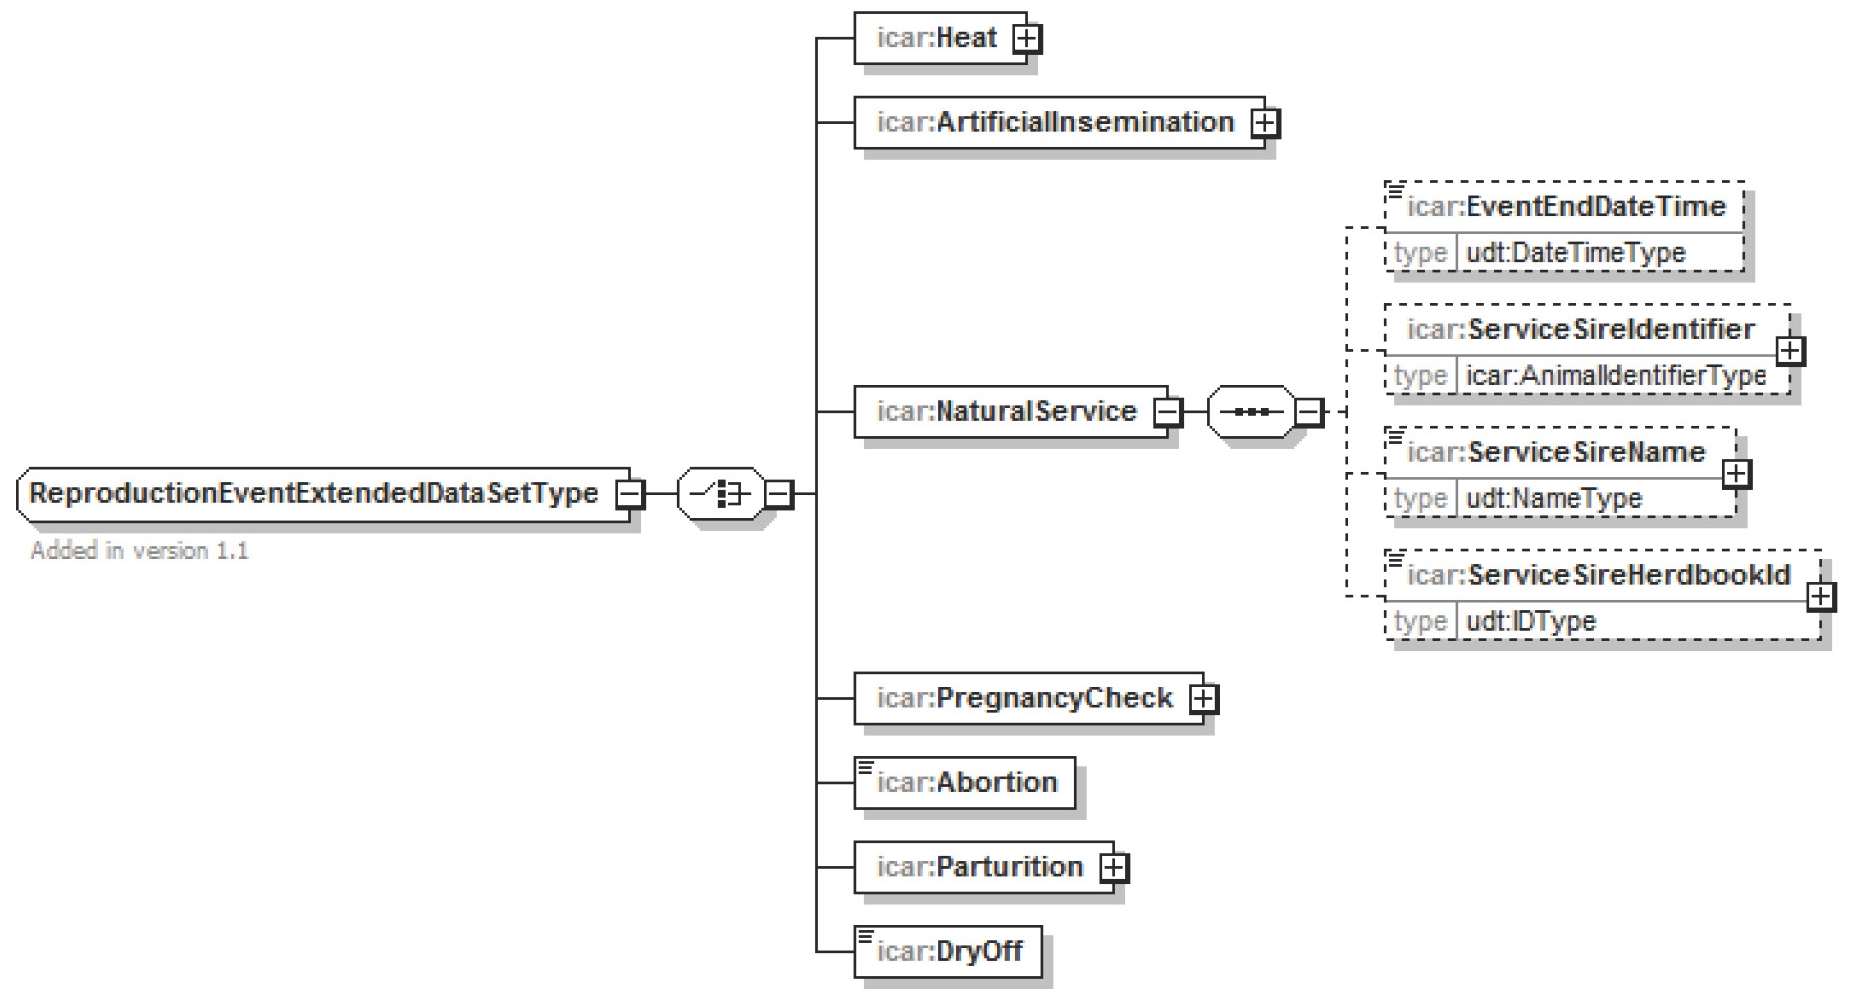 icar:Heat
icar:ArtificialInsemination
icar:EventEndDateTime
type udt:DateTimeType
icar:ServiceSireIdentifier
type icar:AnimalIdentifierType
icar:NaturalService
icar:ServiceSireName
type udt:NameType
ReproductionEventExtendedDataSetType
Added in version 1.1
icar:ServiceSireHerdbookId
type udt:IDType
icar:PregnancyCheck
icar:Abortion
icar:Parturition
icar:DryOff